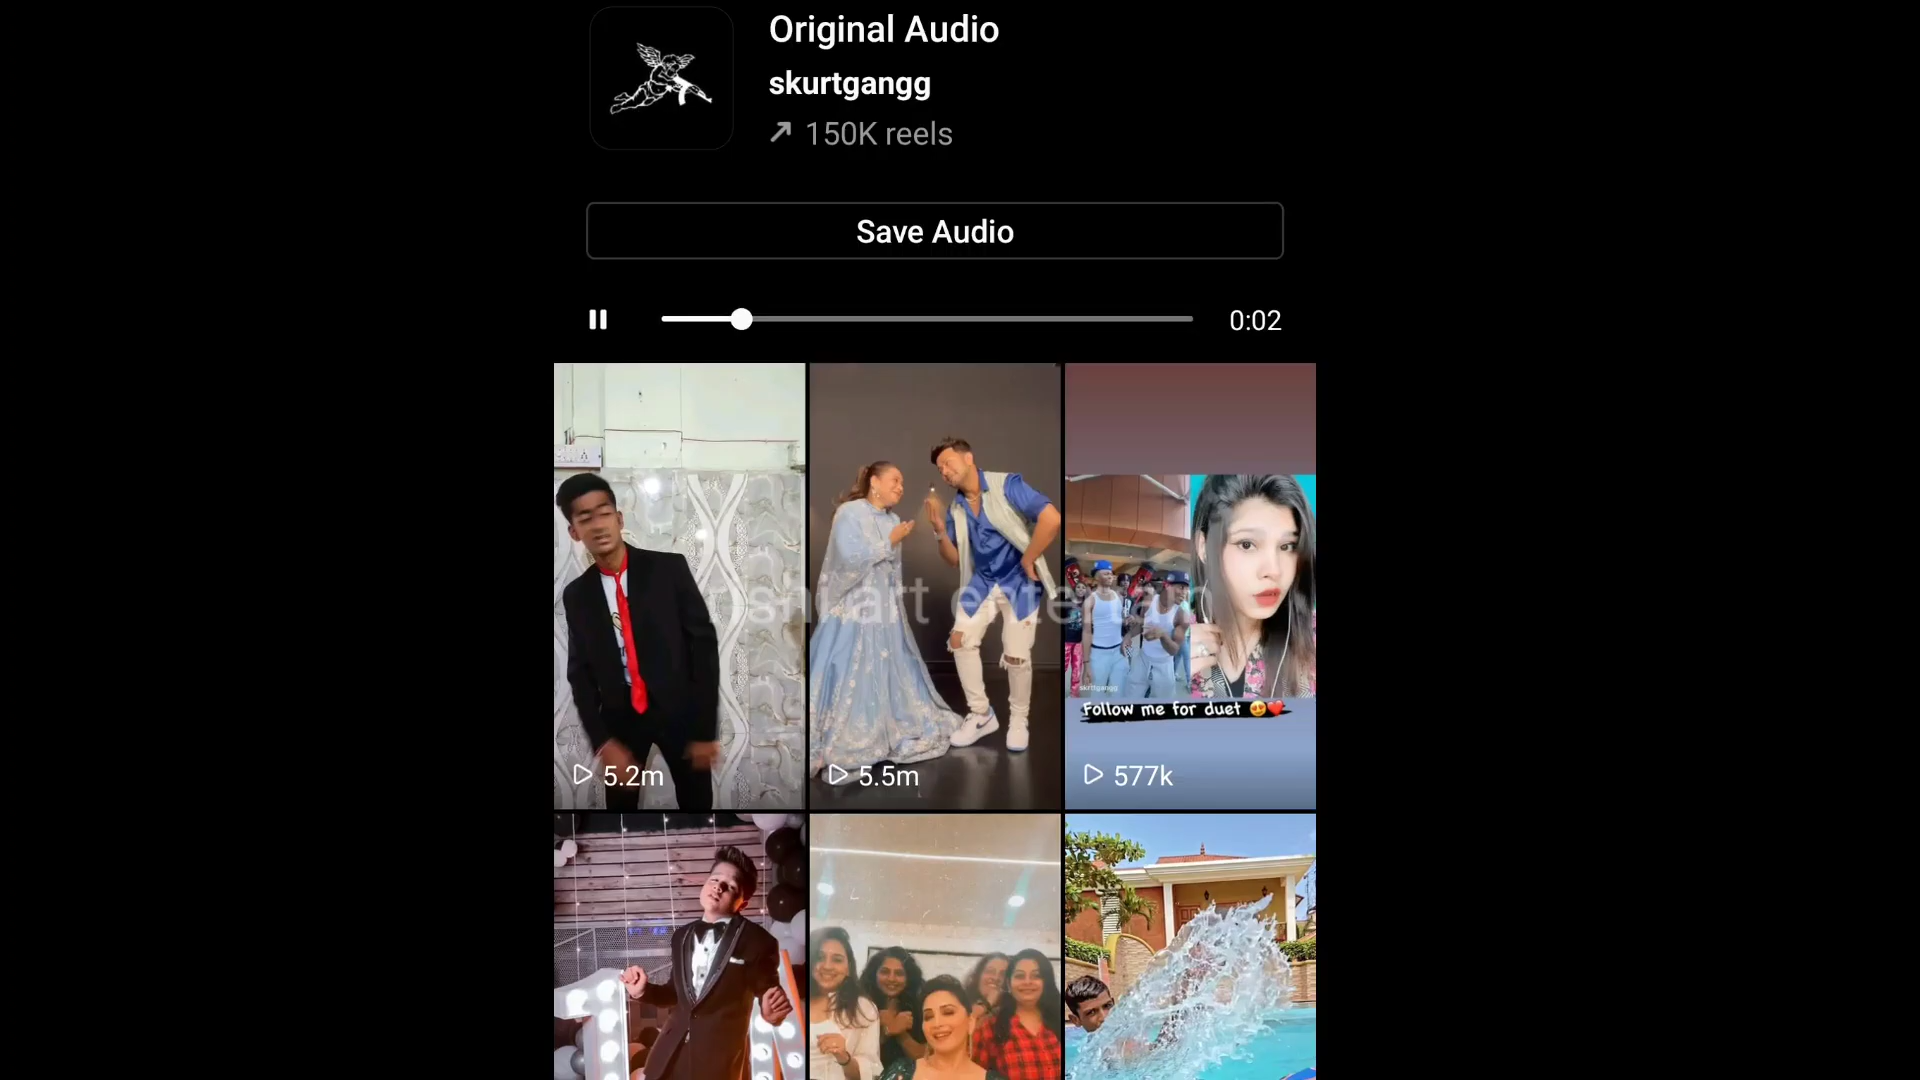 Original Audio
skurtgangg
150K reels
Save Audio
0:02
Follow me for duet 😍❤️
5.2m
5.5m
577k